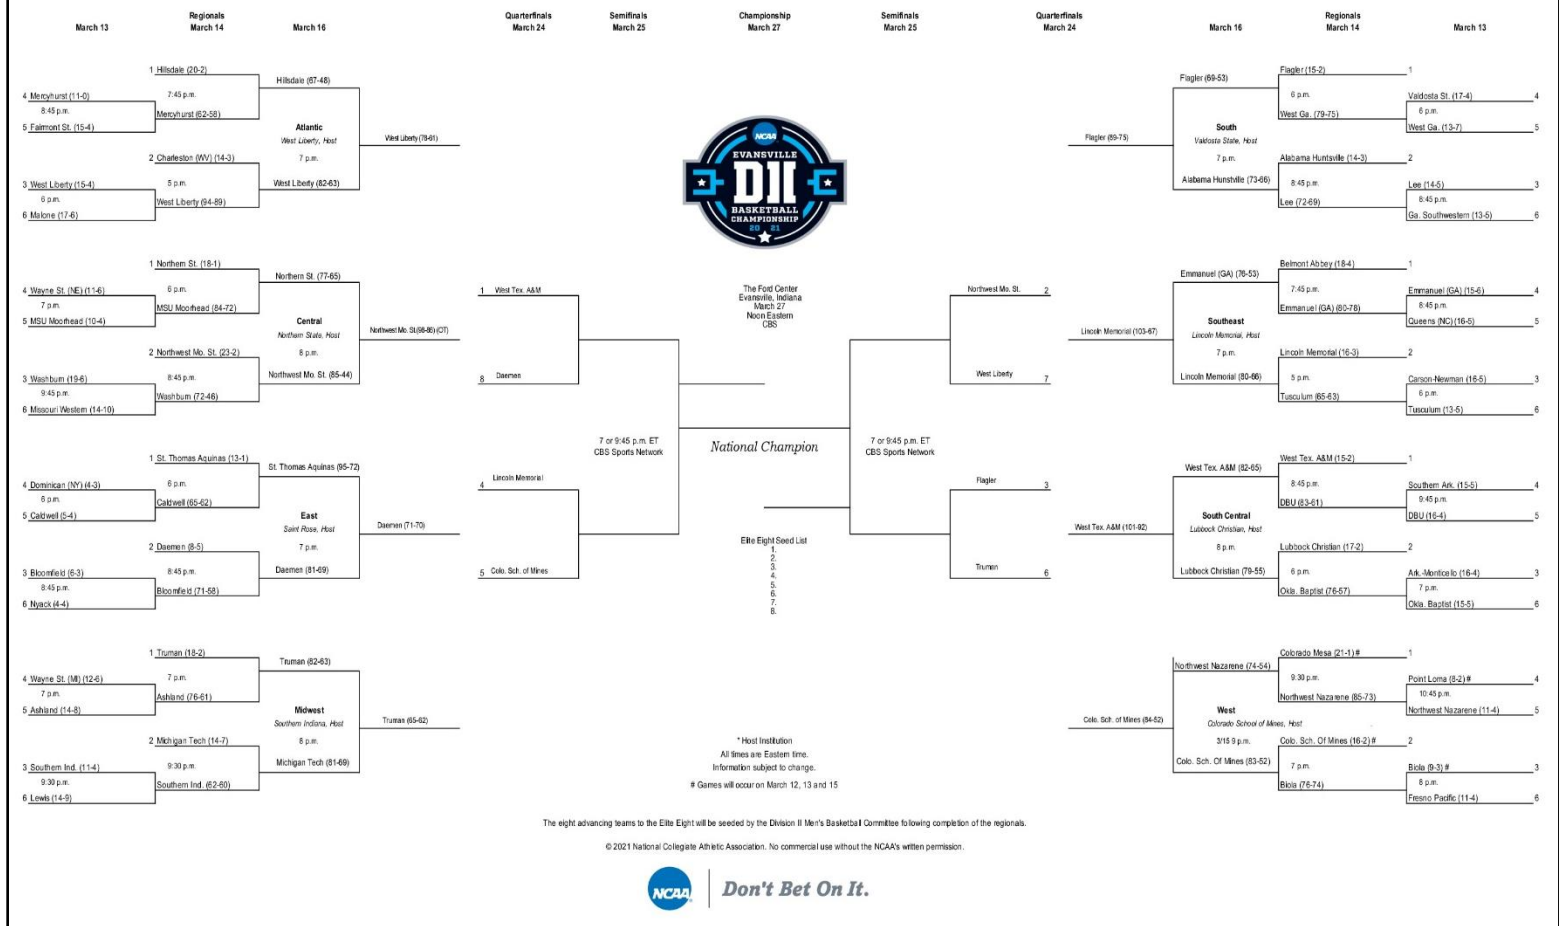 March 13
Regionals
March 14
March 16
Quarterfinals
March 24
Semifinals
March 25
Championship
March 27
Semifinals
March 25
Quarterfinals
March 24
March 16
Regionals
March 14
March 13
1 Hillsdale (20-2)
4 Mercyhurst (11-0)
8:45 p.m.
5 Fairmont St. (15-4)
7:45 p.m.
Mercyhurst (62-58)
Hillsdale (67-48)
Atlantic
West Liberty, Host
7 p.m.
2 Charleston (WV) (14-3)
3 West Liberty (15-4)
6 p.m.
6 Malone (17-6)
5 p.m.
West Liberty (94-89)
West Liberty (82-63)
West Liberty (78-61)
1 Northern St. (18-1)
4 Wayne St. (NE) (11-6)
7 p.m.
5 MSU Moorhead (10-4)
6 p.m.
MSU Moorhead (84-72)
Northern St. (77-65)
Central
Northern State, Host
8 p.m.
2 Northwest Mo. St. (23-2)
3 Washburn (19-6)
9:45 p.m.
6 Missouri Western (14-10)
8:45 p.m.
Washburn (72-46)
Northwest Mo. St. (85-44)
Northwest Mo. St.(98-86) (OT)
1 St. Thomas Aquinas (13-1)
4 Dominican (NY) (4-3)
6 p.m.
5 Caldwell (5-4)
6 p.m.
Caldwell (65-62)
St. Thomas Aquinas (95-72)
East
Saint Rose, Host
7 p.m.
2 Daemen (8-5)
3 Bloomfield (6-3)
8:45 p.m.
6 Nyack (4-4)
8:45 p.m.
Bloomfield (71-58)
Daemen (81-69)
Daemen (71-70)
1 Truman (18-2)
4 Wayne St. (MI) (12-6)
7 p.m.
5 Ashland (14-8)
7 p.m.
Ashland (76-61)
Truman (82-63)
Midwest
Southern Indiana, Host
8 p.m.
2 Michigan Tech (14-7)
3 Southern Ind. (11-4)
9:30 p.m.
6 Lewis (14-9)
9:30 p.m.
Southern Ind. (62-60)
Michigan Tech (81-69)
Truman (65-62)
1 West Tex. A&M
8 Daemen
4 Lincoln Memorial
5 Colo. Sch. of Mines
7 or 9:45 p.m. ET
CBS Sports Network
NCAA
EVANSVILLE
DII
BASKETBALL
CHAMPIONSHIP
20 21
The Ford Center
Evansville, Indiana
March 27
Noon Eastern
CBS
National Champion
Elite Eight Seed List
1.
2.
3.
4.
5.
6.
7.
8.
* Host Institution
All times are Eastern time.
Information subject to change.
# Games will occur on March 12, 13 and 15
7 or 9:45 p.m. ET
CBS Sports Network
Northwest Mo. St. 2
West Liberty 7
Flagler 3
Truman 6
Flagler (15-2) 1
Valdosta St. (17-4) 4
6 p.m.
West Ga. (13-7) 5
6 p.m.
West Ga. (79-75)
Flagler (69-53)
South
Valdosta State, Host
7 p.m.
Alabama Huntsville (14-3) 2
Lee (14-5) 3
8:45 p.m.
Ga. Southwestern (13-5) 6
8:45 p.m.
Lee (72-69)
Alabama Hunstville (73-66)
Flagler (89-75)
Belmont Abbey (18-4) 1
Emmanuel (GA) (15-6) 4
8:45 p.m.
Queens (NC) (16-5) 5
7:45 p.m.
Emmanuel (GA) (80-78)
Emmanuel (GA) (76-53)
Southeast
Lincoln Memorial, Host
7 p.m.
Lincoln Memorial (16-3) 2
Carson-Newman (16-5) 3
6 p.m.
Tusculum (13-5) 6
5 p.m.
Tusculum (65-63)
Lincoln Memorial (80-66)
Lincoln Memorial (103-67)
West Tex. A&M (15-2) 1
Southern Ark. (15-5) 4
9:45 p.m.
DBU (16-4) 5
8:45 p.m.
DBU (83-61)
West Tex. A&M (82-65)
South Central
Lubbock Christian, Host
8 p.m.
Lubbock Christian (17-2) 2
Ark.-Monticello (16-4) 3
7 p.m.
Okla. Baptist (15-5) 6
6 p.m.
Okla. Baptist (76-57)
Lubbock Christian (79-55)
West Tex. A&M (101-92)
Colorado Mesa (21-1) # 1
Point Loma (8-2) # 4
10:45 p.m.
Northwest Nazarene (11-4) 5
9:30 p.m.
Northwest Nazarene (85-73)
Northwest Nazarene (74-54)
West
Colorado School of Mines, Host
3/15 9 p.m.
Colo. Sch. Of Mines (16-2) # 2
Biola (9-3) # 3
8 p.m.
Fresno Pacific (11-4) 6
7 p.m.
Biola (76-74)
Colo. Sch. Of Mines (83-52)
Colo. Sch. of Mines (84-52)
The eight advancing teams to the Elite Eight will be seeded by the Division II Men's Basketball Committee following completion of the regionals.
© 2021 National Collegiate Athletic Association. No commercial use without the NCAA's written permission.
NCAA
Don't Bet On It.